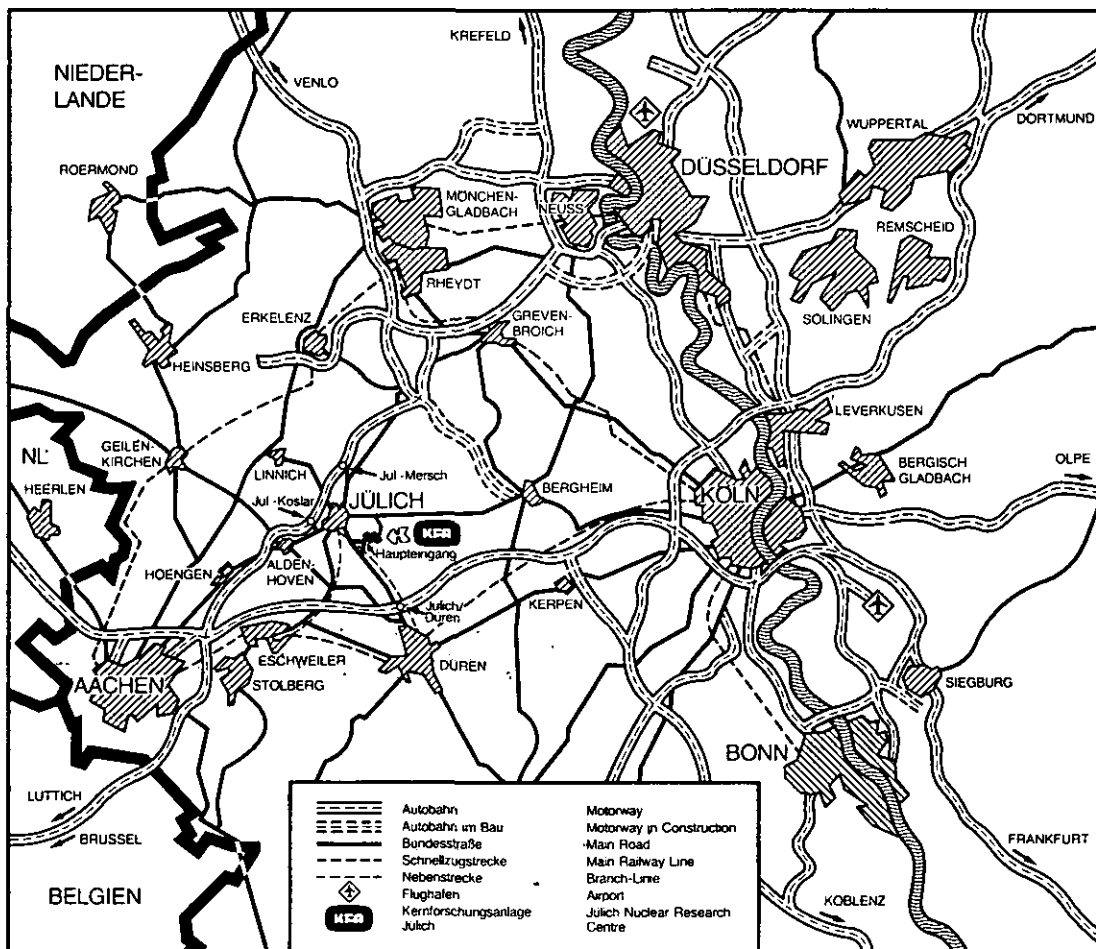 KREFELD
NIEDER-
LANDE
VENLO
DORTMUND
WUPPERTAL
DÜSSELDORF
ROERMOND
MÖNCHEN-
GLADBACH
NEUSS
REMSCHEID
RHEYDT
SOLINGEN
ERKELENZ
GREVEN-
BROICH
HEINSBERG
LEVERKUSEN
GEILEN-
KIRCHEN
NL
LINNICH
Jul.-Mersch
BERGISCH
GLADBACH
OLPE
HEERLEN
Jul.-Koslar
JÜLICH
BERGHEIM
KÖLN
KFA
Haupteingang
HOENGEN
ALDEN-
HOVEN
Jülich/
Düren
KERPEN
ESCHWEILER
AACHEN
STOLBERG
DÜREN
SIEGBURG
BONN
LUTTICH
BRUSSEL
FRANKFURT
BELGIEN
KOBLENZ
Autobahn Motorway
Autobahn im Bau Motorway in Construction
Bundesstraße Main Road
Schnellzugstrecke Main Railway Line
Nebenstrecke Branch-Line
Flughafen Airport
KFA Kernforschungsanlage Jülich Nuclear Research
Jülich Centre